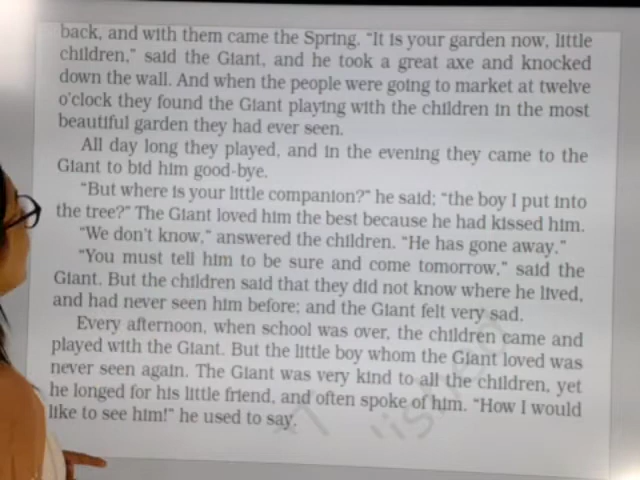 back, and with them came the Spring. "It is your garden now, little
children," said the Giant, and he took a great axe and knocked
down the wall. And when the people were going to market at twelve
o'clock they found the Giant playing with the children in the most
beautiful garden they had ever seen.
All day long they played, and in the evening they came to the
Giant to bid him good-bye.
"But where is your little companion?" he said: "the boy I put into
the tree?" The Giant loved him the best because he had kissed him.
"We don't know," answered the children. "He has gone away."
"You must tell him to be sure and come tomorrow," said the
Giant. But the children said that they did not know where he lived,
and had never seen him before; and the Giant felt very sad.
Every afternoon, when school was over, the children came and
played with the Giant. But the little boy whom the Giant loved was
never seen again. The Giant was very kind to all the children, yet
he longed for his little friend, and often spoke of him. "How I would
like to see him!" he used to say.